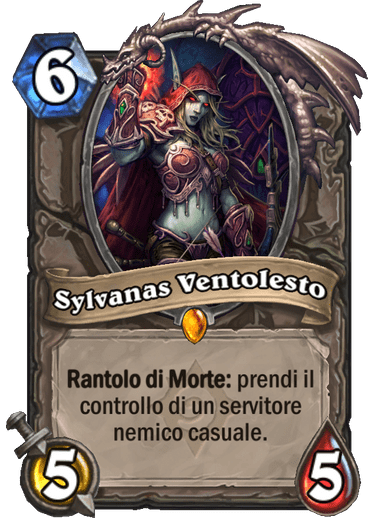 6
Sylvanas Ventolesto
Rantolo di Morte: prendi il
controllo di un servitore
nemico casuale.
5 5